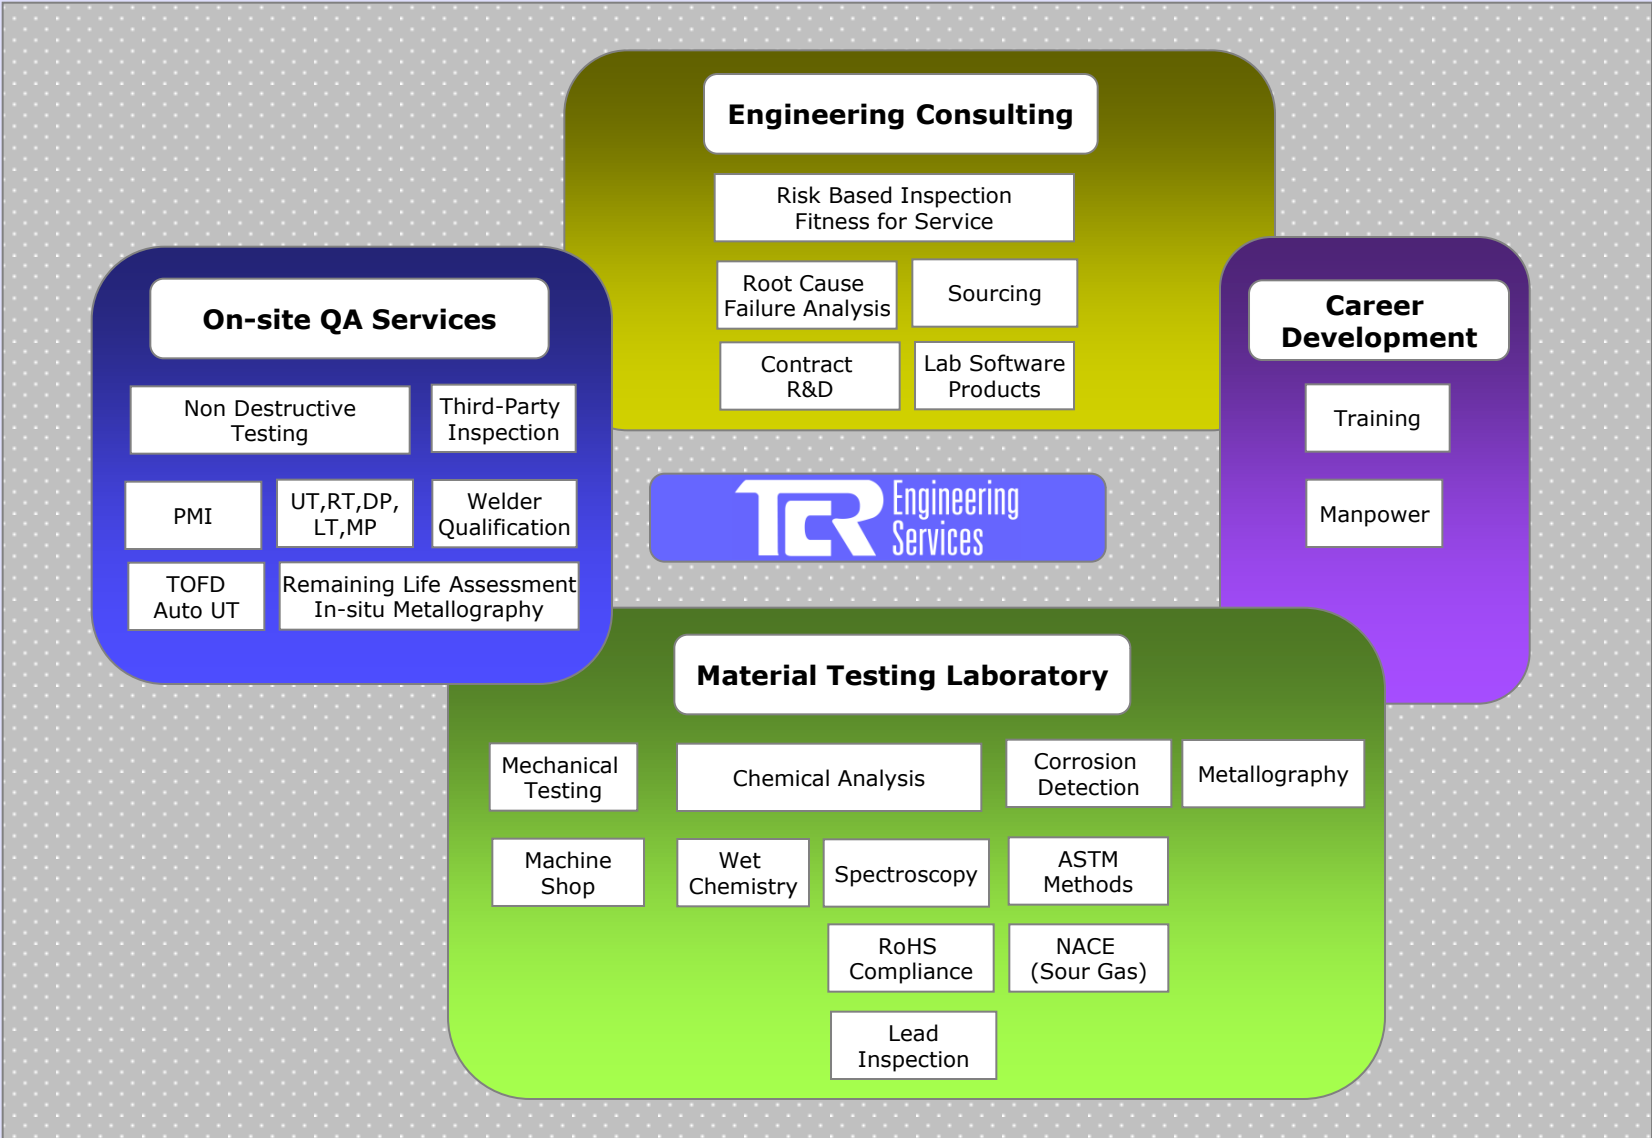 Engineering Consulting
Risk Based Inspection
Fitness for Service
Root Cause
Failure Analysis
Sourcing
Contract
R&D
Lab Software
Products
On-site QA Services
Non Destructive
Testing
Third-Party
Inspection
PMI
UT,RT,DP,
LT,MP
Welder
Qualification
TOFD
Auto UT
Remaining Life Assessment
In-situ Metallography
TCR Engineering
Services
Career
Development
Training
Manpower
Material Testing Laboratory
Mechanical
Testing
Chemical Analysis
Corrosion
Detection
Metallography
Machine
Shop
Wet
Chemistry
Spectroscopy
ASTM
Methods
RoHS
Compliance
NACE
(Sour Gas)
Lead
Inspection